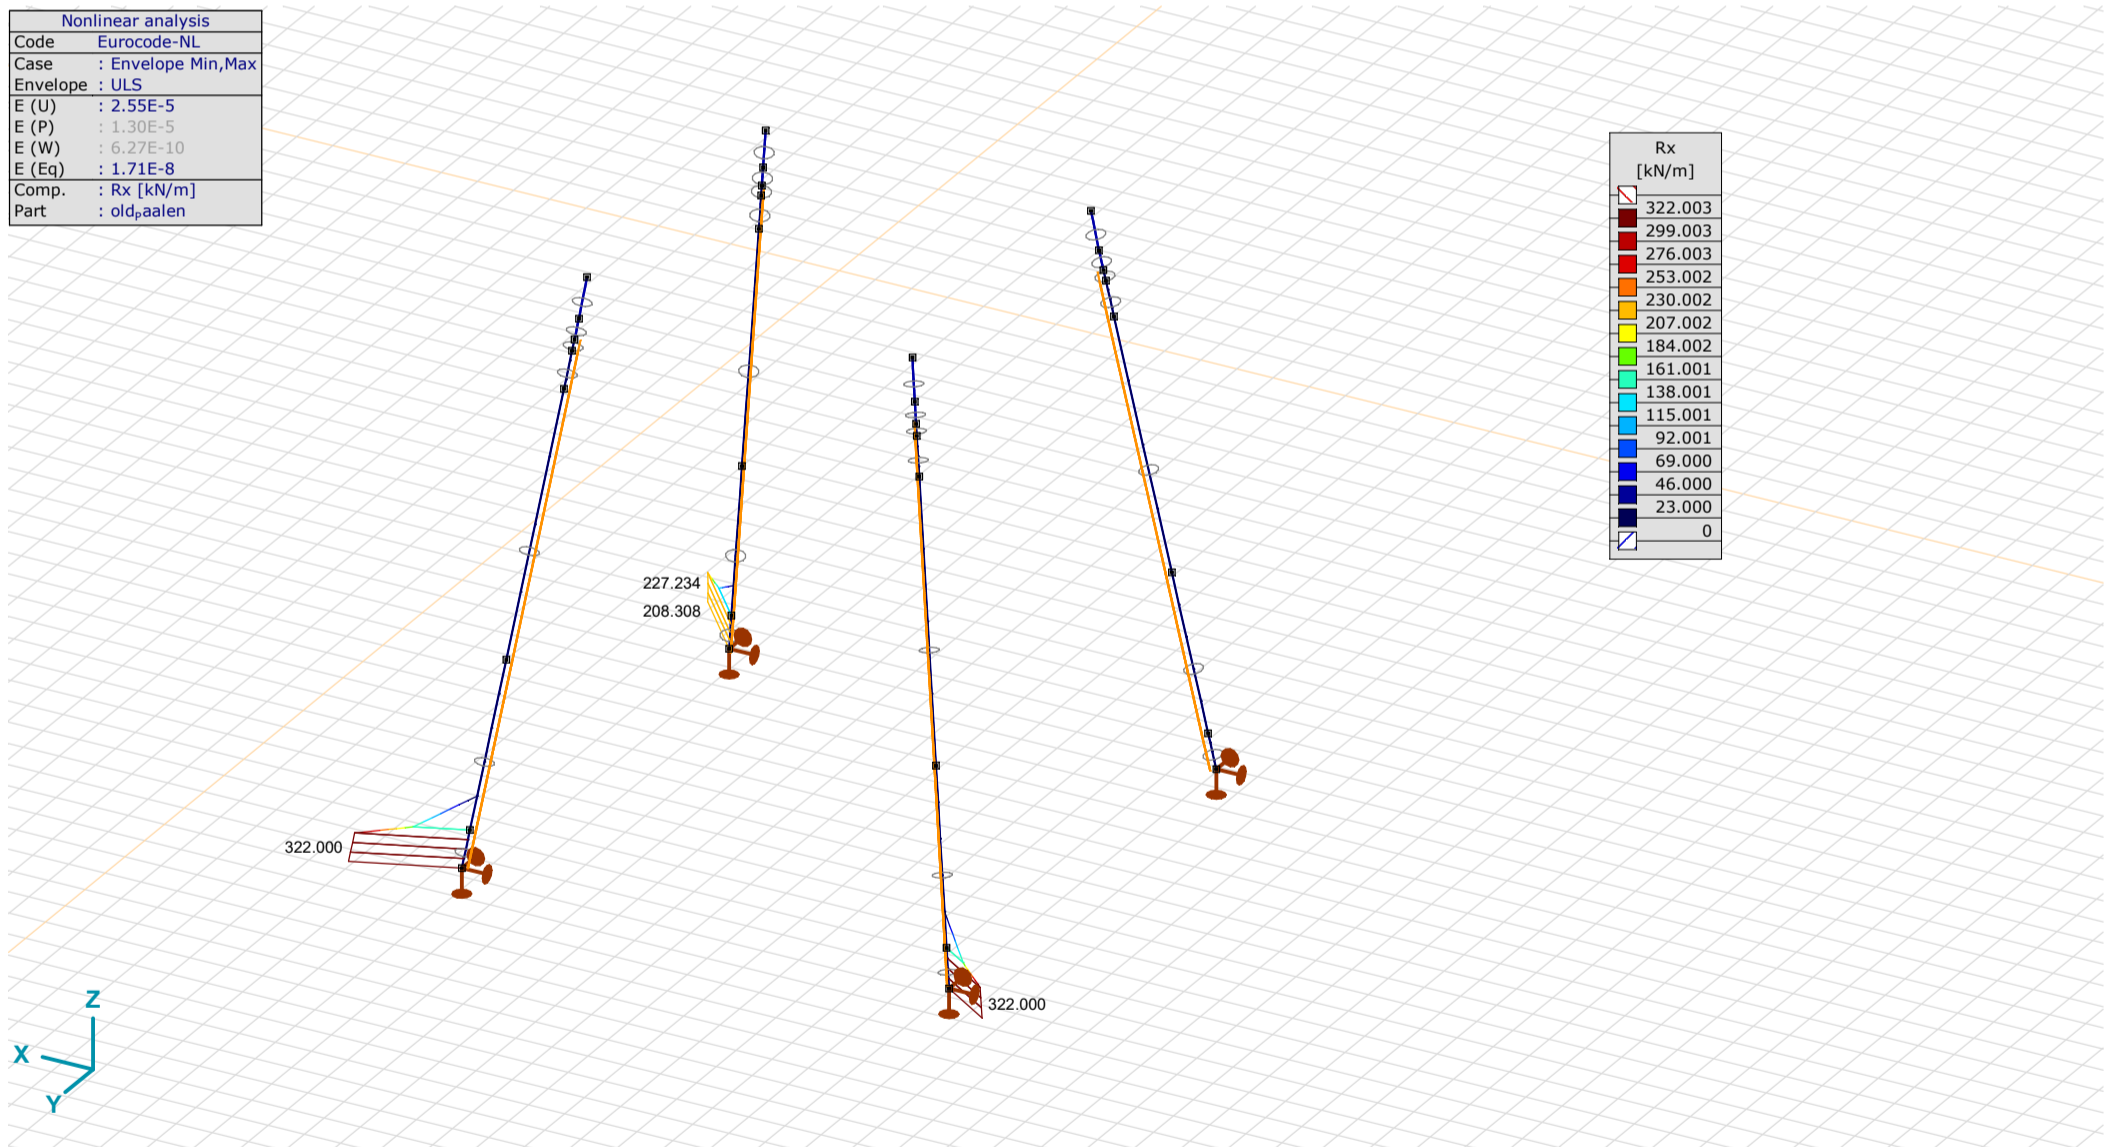 Nonlinear analysis
Code Eurocode-NL
Case : Envelope Min,Max
Envelope : ULS
E (U) : 2.55E-5
E (P) : 1.30E-5
E (W) : 6.27E-10
E (Eq) : 1.71E-8
Comp. : Rx [kN/m]
Part : oldₚaalen
Rx
[kN/m]
322.003
299.003
276.003
253.002
230.002
207.002
184.002
161.001
138.001
115.001
92.001
69.000
46.000
23.000
0
227.234
208.308
322.000
322.000
Z
X
Y